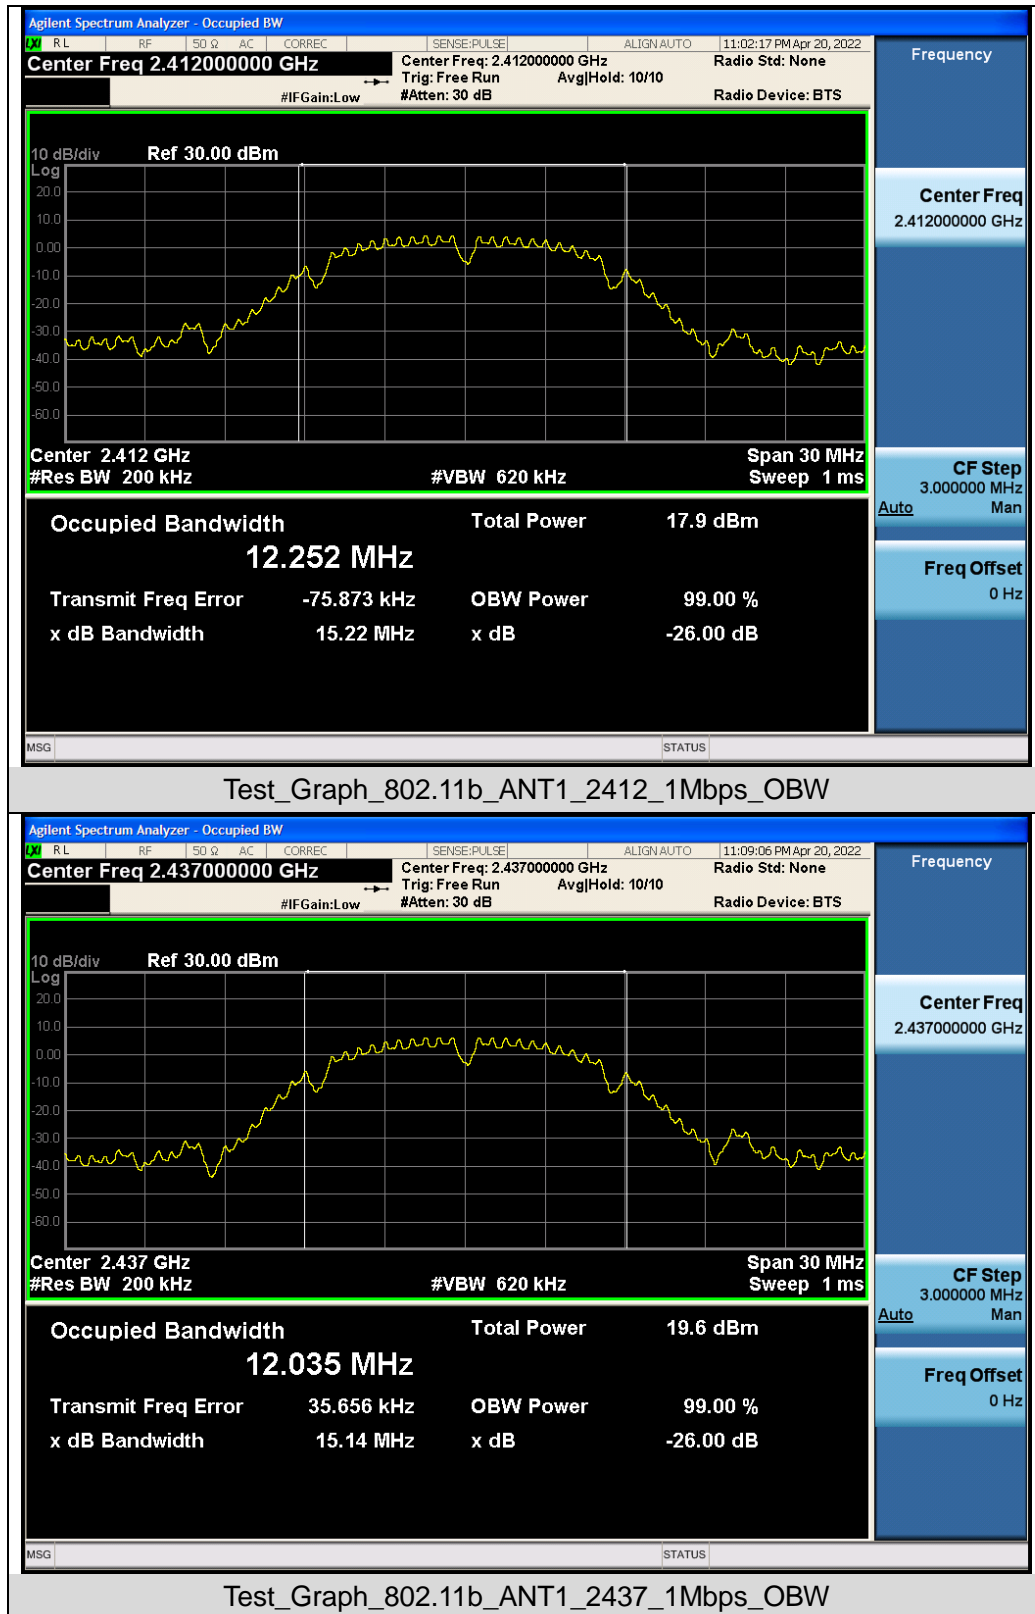 Agilent Spectrum Analyzer - Occupied BW
LXI RL RF 50 Ω AC CORREC SENSE:PULSE ALIGN AUTO 11:02:17 PM Apr 20, 2022
Center Freq 2.412000000 GHz
Center Freq: 2.412000000 GHz
Radio Std: None
Trig: Free Run Avg|Hold: 10/10
#IFGain:Low
#Atten: 30 dB
Radio Device: BTS
10 dB/div Ref 30.00 dBm
Log
20.0
10.0
0.00
-10.0
-20.0
-30.0
-40.0
-50.0
-60.0
Center 2.412 GHz Span 30 MHz
#Res BW 200 kHz #VBW 620 kHz Sweep 1 ms
Occupied Bandwidth Total Power 17.9 dBm
12.252 MHz
Transmit Freq Error -75.873 kHz OBW Power 99.00 %
x dB Bandwidth 15.22 MHz x dB -26.00 dB
MSG STATUS
Frequency
Center Freq
2.412000000 GHz
CF Step
3.000000 MHz
Auto Man
Freq Offset
0 Hz
Test_Graph_802.11b_ANT1_2412_1Mbps_OBW
Agilent Spectrum Analyzer - Occupied BW
LXI RL RF 50 Ω AC CORREC SENSE:PULSE ALIGN AUTO 11:09:06 PM Apr 20, 2022
Center Freq 2.437000000 GHz
Center Freq: 2.437000000 GHz
Radio Std: None
Trig: Free Run Avg|Hold: 10/10
#IFGain:Low
#Atten: 30 dB
Radio Device: BTS
10 dB/div Ref 30.00 dBm
Log
20.0
10.0
0.00
-10.0
-20.0
-30.0
-40.0
-50.0
-60.0
Center 2.437 GHz Span 30 MHz
#Res BW 200 kHz #VBW 620 kHz Sweep 1 ms
Occupied Bandwidth Total Power 19.6 dBm
12.035 MHz
Transmit Freq Error 35.656 kHz OBW Power 99.00 %
x dB Bandwidth 15.14 MHz x dB -26.00 dB
MSG STATUS
Frequency
Center Freq
2.437000000 GHz
CF Step
3.000000 MHz
Auto Man
Freq Offset
0 Hz
Test_Graph_802.11b_ANT1_2437_1Mbps_OBW